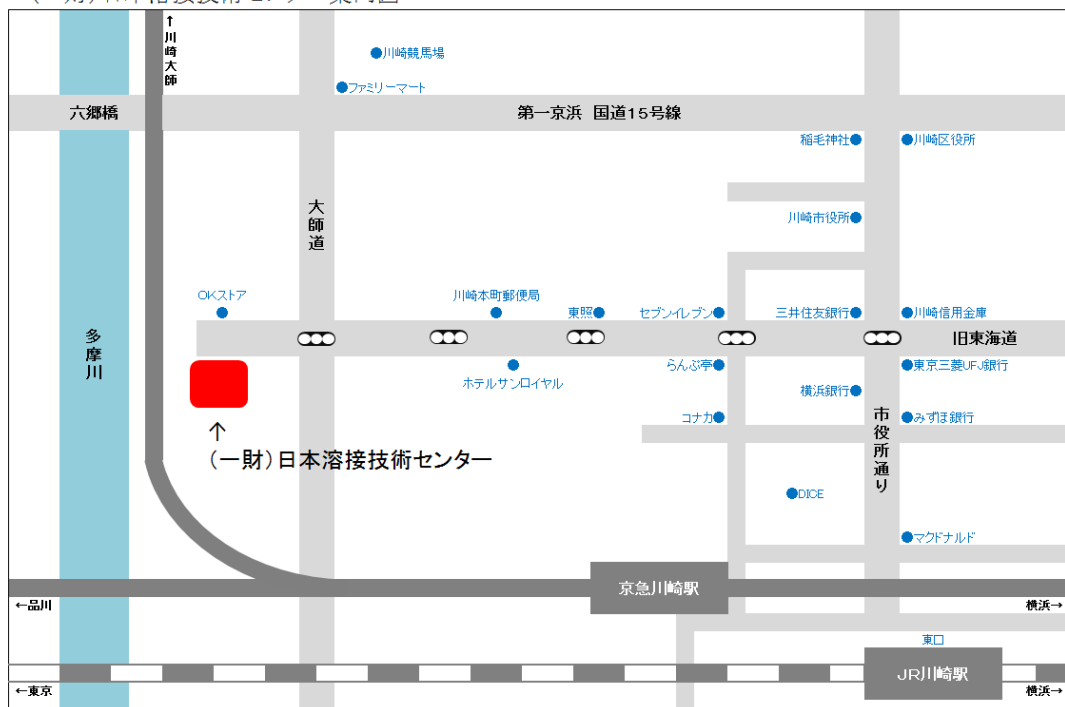 ↑川崎大師
川崎競馬場
ファミリーマート
六郷橋
第一京浜 国道15号線
稲毛神社
川崎区役所
大師道
川崎市役所
OKストア
川崎本町郵便局
東照
セブンイレブン
三井住友銀行
川崎信用金庫
多摩川
旧東海道
ホテルサンロイヤル
らんぷ亭
東京三菱UFJ銀行
横浜銀行
コナカ
みずほ銀行
市役所通り
↑
(一財)日本溶接技術センター
DICE
マクドナルド
京急川崎駅
←品川
横浜→
東口
JR川崎駅
←東京
横浜→